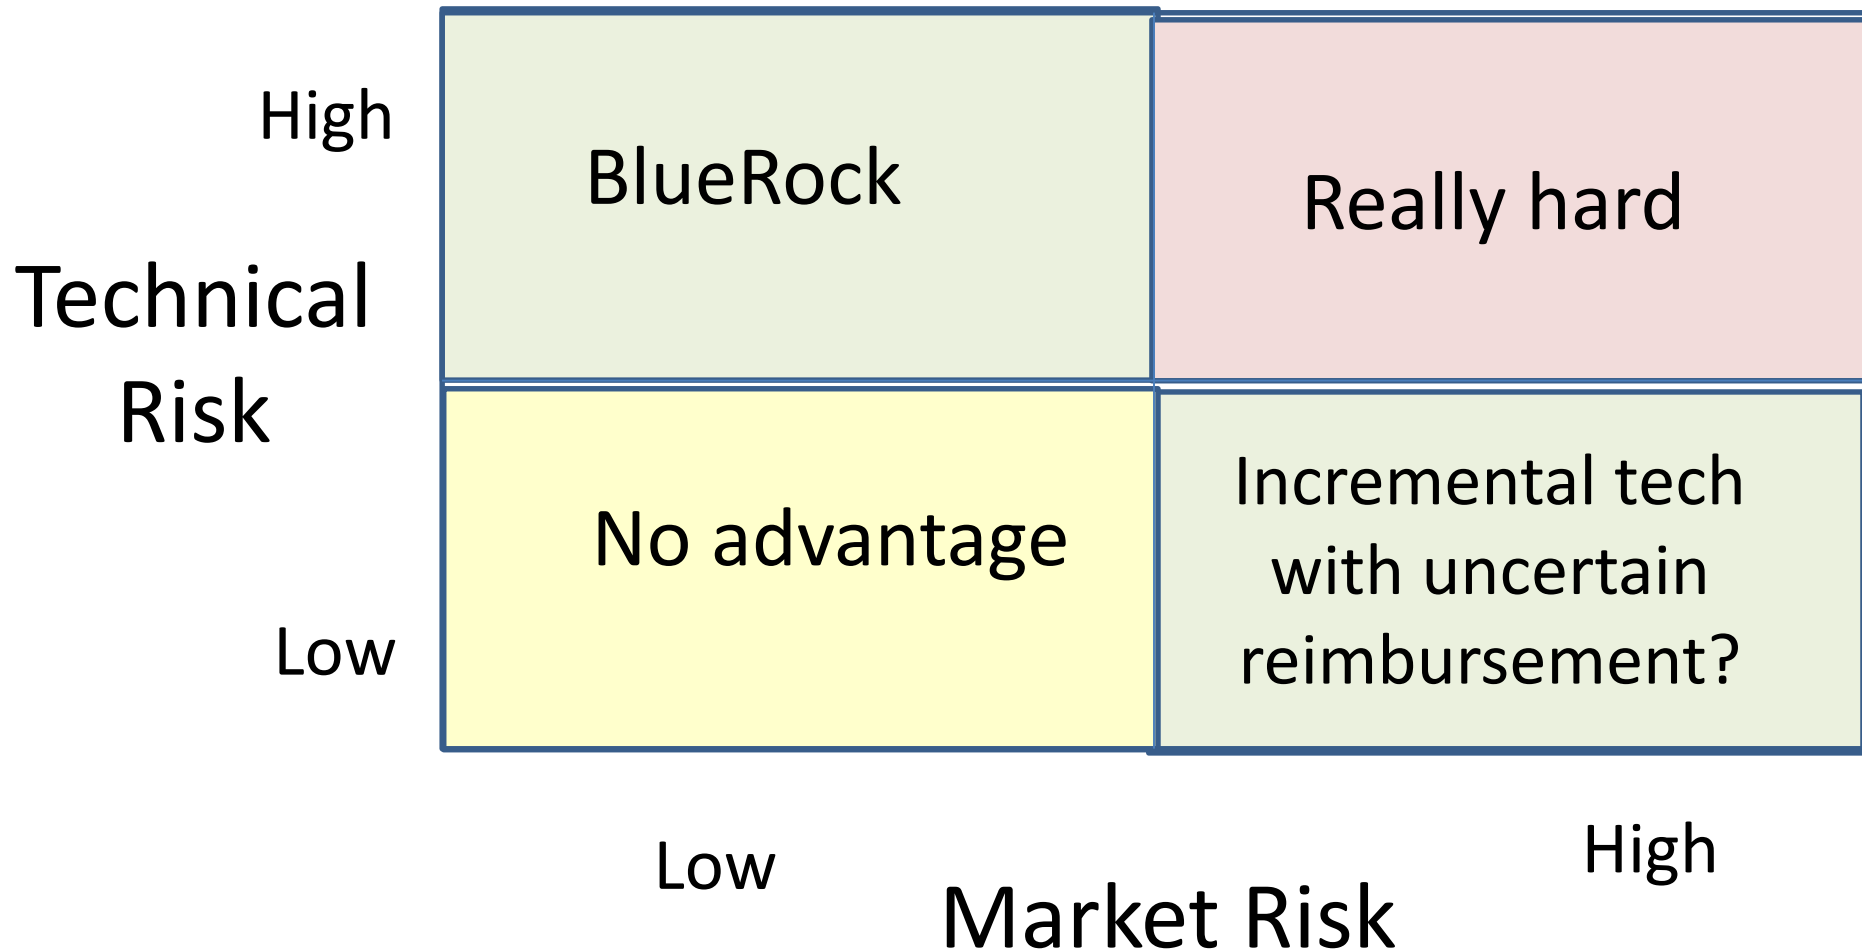 High
BlueRock
Really hard
Technical
Risk
No advantage
Incremental tech
with uncertain
reimbursement?
Low
Low
High
Market Risk